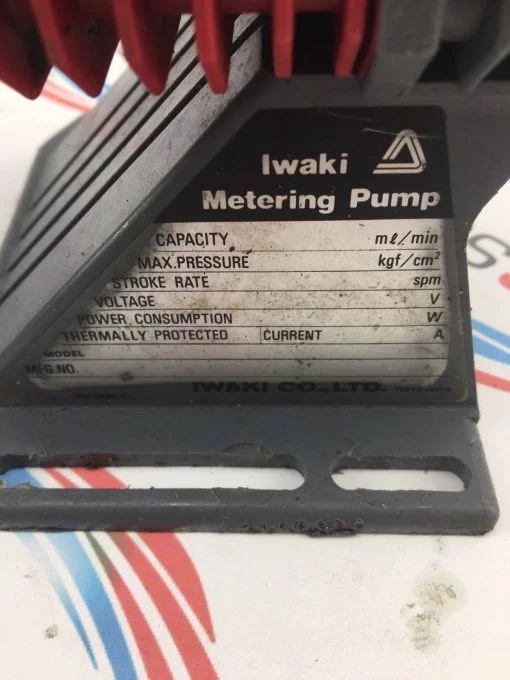 Iwaki
Metering Pump
CAPACITY mℓ/min
MAX.PRESSURE kgf/cm²
STROKE RATE spm
VOLTAGE V
POWER CONSUMPTION W
THERMALLY PROTECTED CURRENT A
MODEL
MFG.NO.
IWAKI CO., LTD.